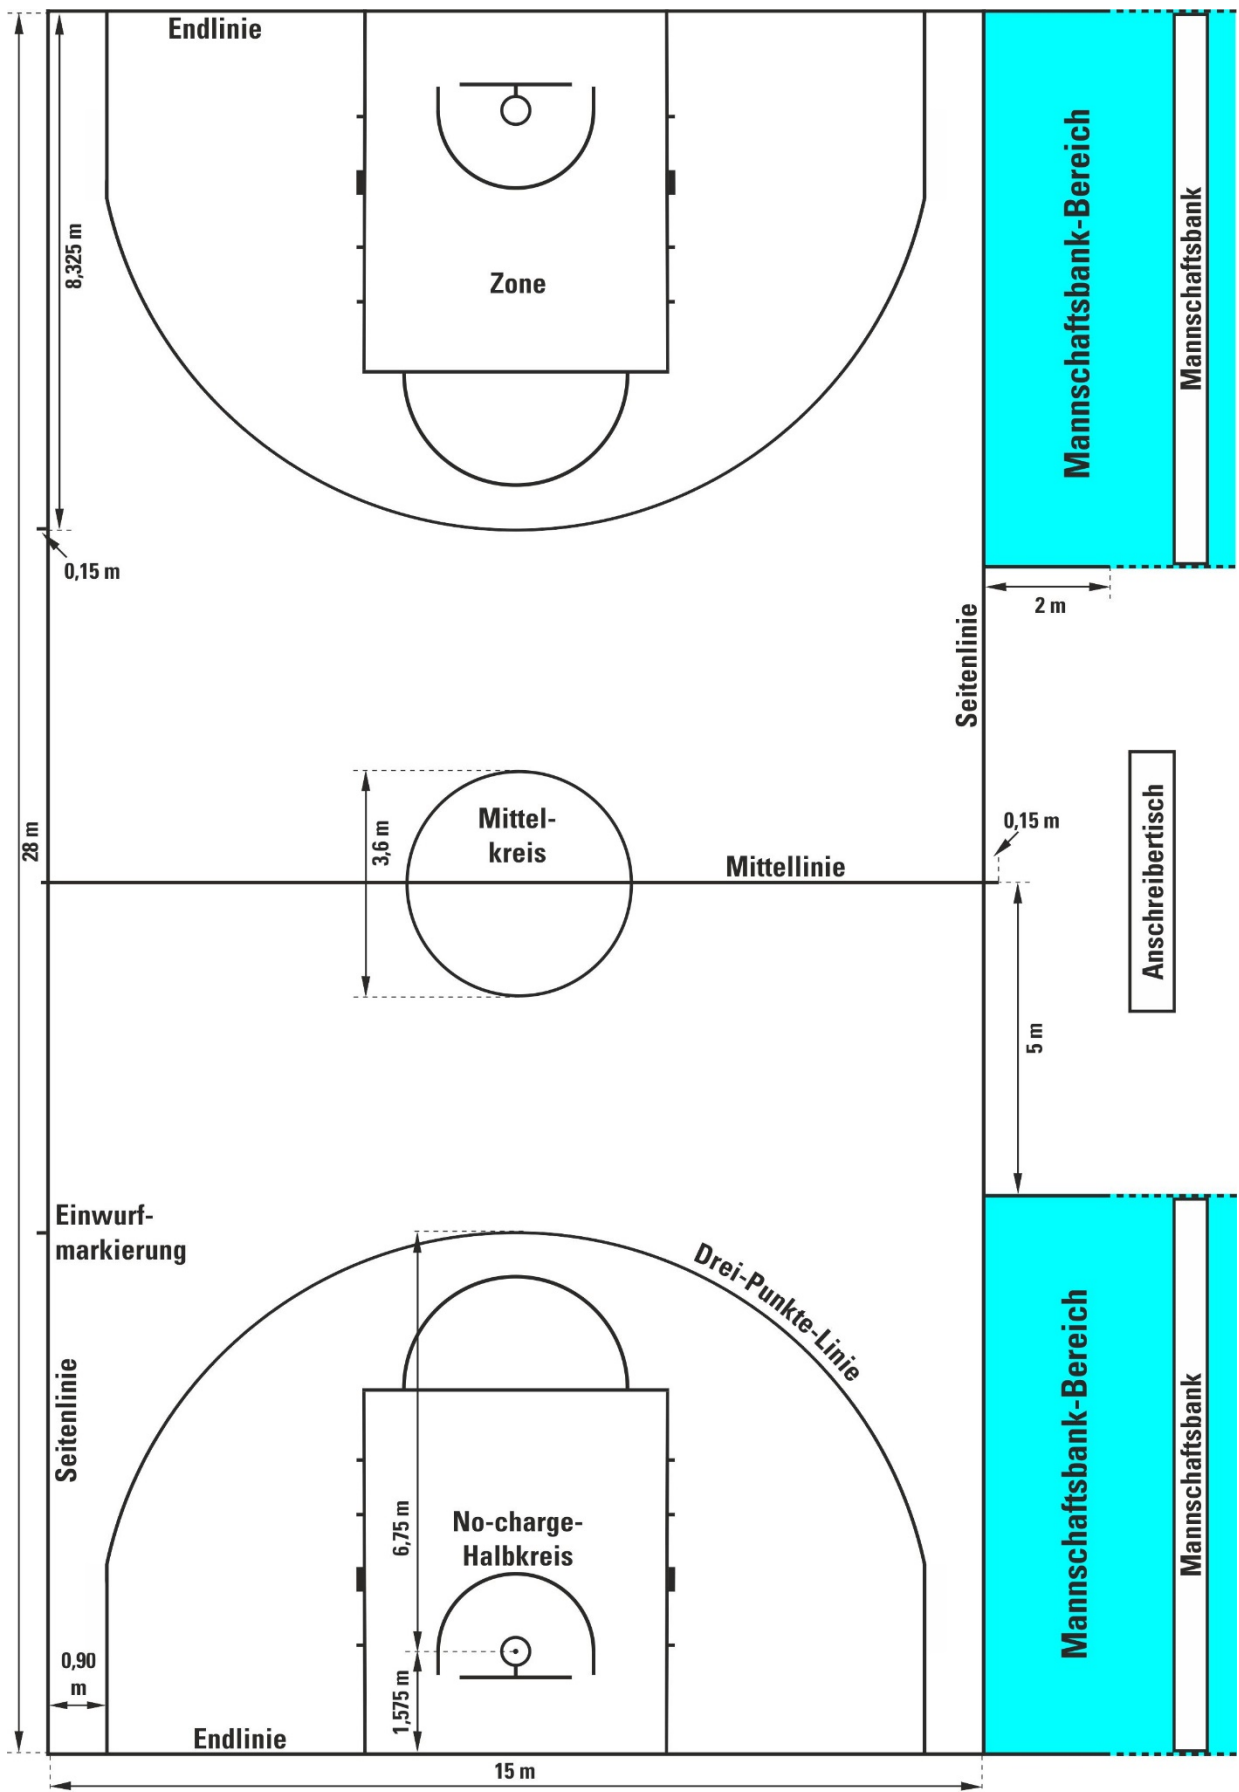 Endlinie
Mannschaftsbank-Bereich
Mannschaftsbank
8,325 m
Zone
0,15 m
2 m
Seitenlinie
28 m
3,6 m
Mittel-
kreis
Mittellinie
0,15 m
Anschreibertisch
5 m
Einwurf-
markierung
Drei-Punkte-Linie
Seitenlinie
6,75 m
No-charge-
Halbkreis
Mannschaftsbank-Bereich
Mannschaftsbank
0,90
m
1,575 m
Endlinie
15 m